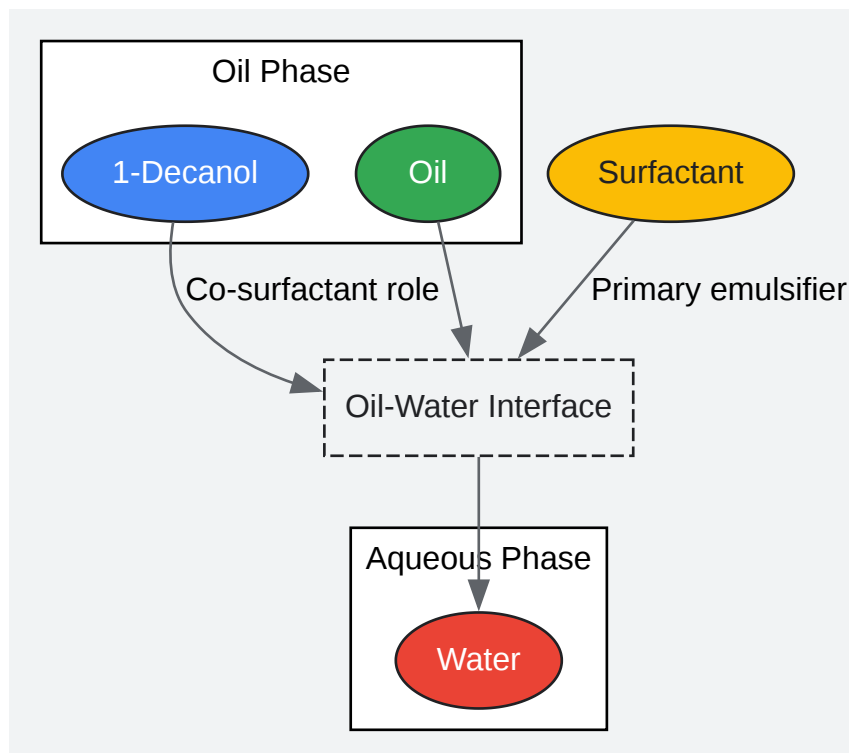 Oil Phase
1-Decanol
Oil
Surfactant
Co-surfactant role
Primary emulsifier
Oil-Water Interface
Aqueous Phase
Water